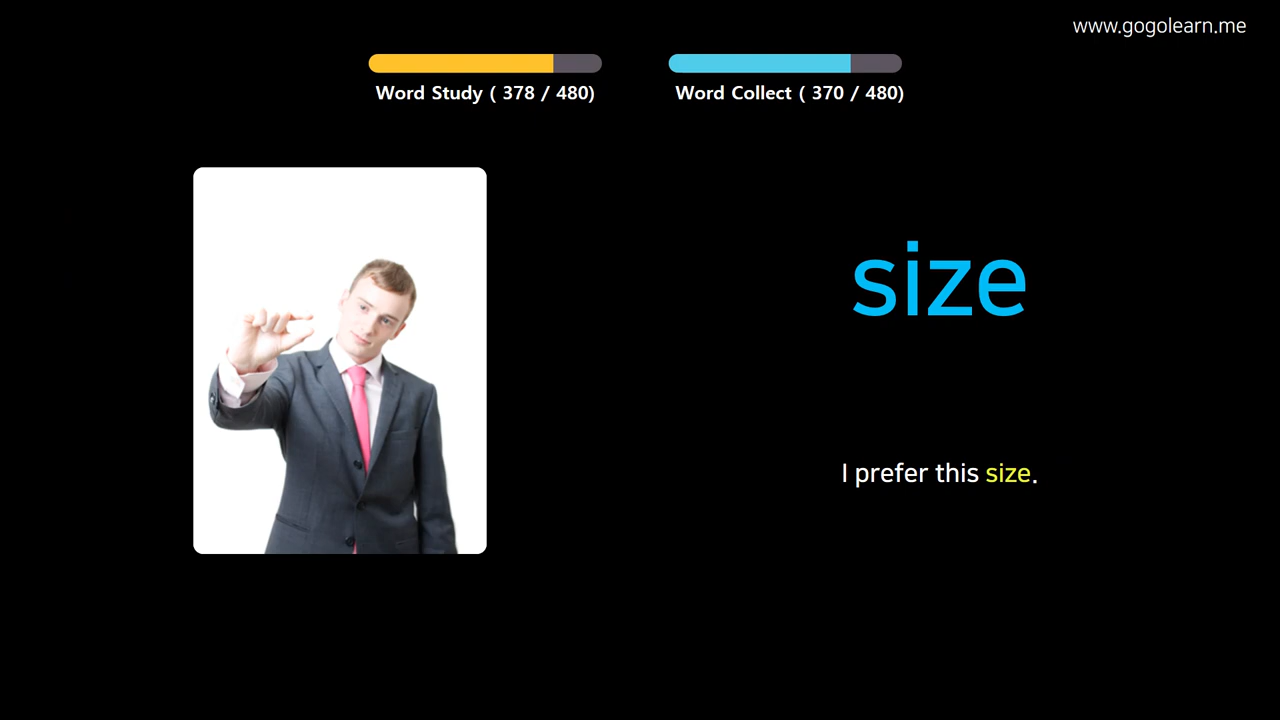 www.gogolearn.me
Word Study ( 378 / 480)
Word Collect ( 370 / 480)
size
I prefer this size.